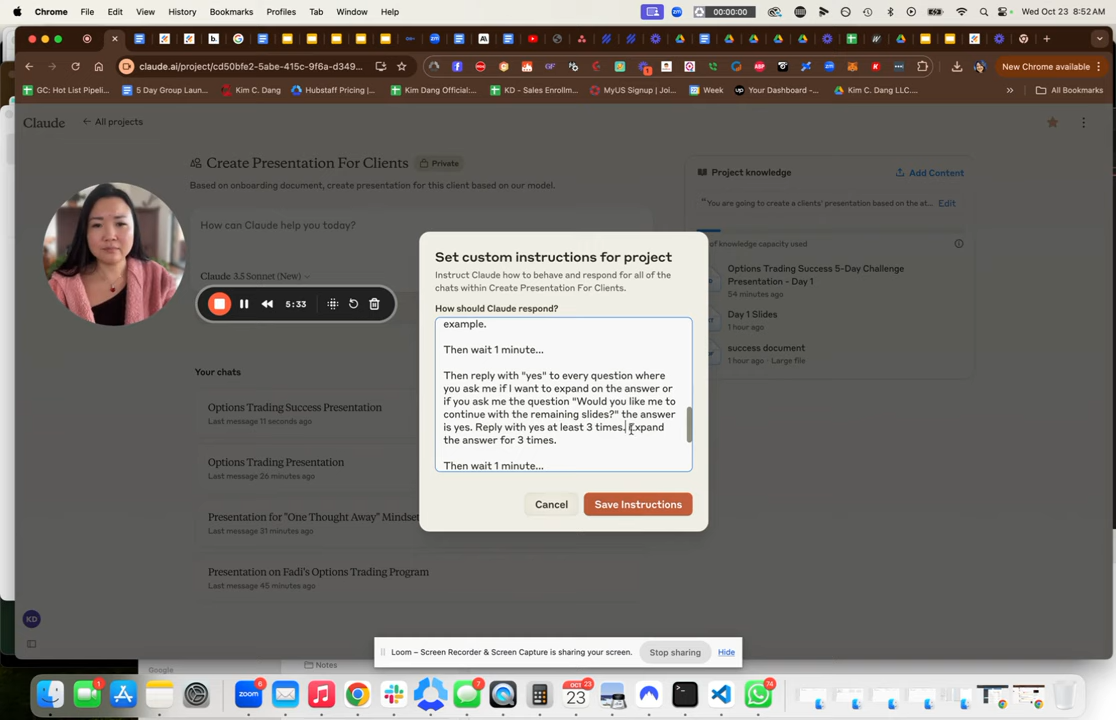 Chrome File Edit View History Bookmarks Profiles Tab Window Help 00:00:00 Wed Oct 23 8:52 AM
claude.ai/project/cd50bfe2-5abe-415c-9f6a-d349... New Chrome available
GC: Hot List Pipelin... 5 Day Group Laun... Kim C. Dang Hubstaff Pricing |... Kim Dang Official:... KD - Sales Enrollm... MyUS Signup | Joi... Week Your Dashboard -... Kim C. Dang LLC.... » All Bookmarks
Claude ← All projects
Create Presentation For Clients Private
Based on onboarding document, create presentation for this client based on our model.
How can Claude help you today?
Claude 3.5 Sonnet (New)
5:33
Your chats
Options Trading Success Presentation
Last message 11 seconds ago
Options Trading Presentation
Last message 26 minutes ago
Presentation for "One Thought Away" Mindset
Last message 31 minutes ago
Presentation on Fadi's Options Trading Program
Last message 45 minutes ago
KD
Set custom instructions for project
Instruct Claude how to behave and respond for all of the
chats within Create Presentation For Clients.
How should Claude respond?
example.
Then wait 1 minute...
Then reply with "yes" to every question where
you ask me if I want to expand on the answer or
if you ask me the question "Would you like me to
continue with the remaining slides?" the answer
is yes. Reply with yes at least 3 times. Expand
the answer for 3 times.
Then wait 1 minute...
Cancel Save Instructions
Project knowledge Add Content
"You are going to create a clients' presentation based on the at... Edit
of knowledge capacity used
Options Trading Success 5-Day Challenge
Presentation - Day 1
54 minutes ago
Day 1 Slides
1 hour ago
success document
1 hour ago • Large file
Loom – Screen Recorder & Screen Capture is sharing your screen. Stop sharing Hide
Notes